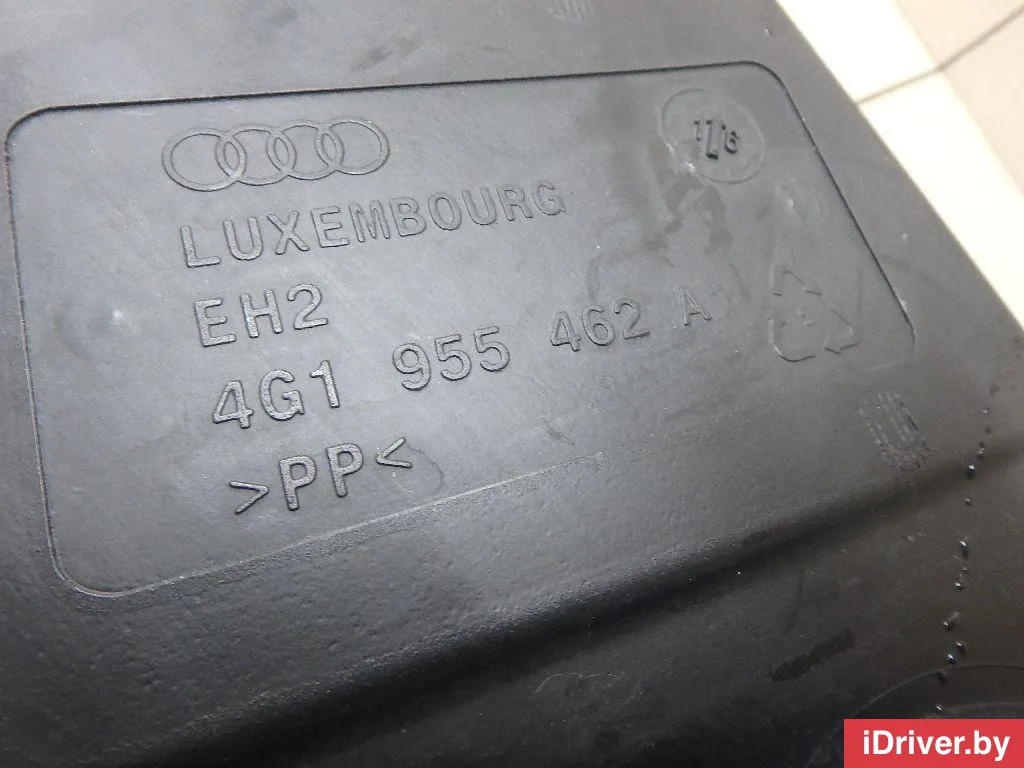 LUXEMBOURG
EH2
4G1 955 462 A
>PP<
iDriver.by